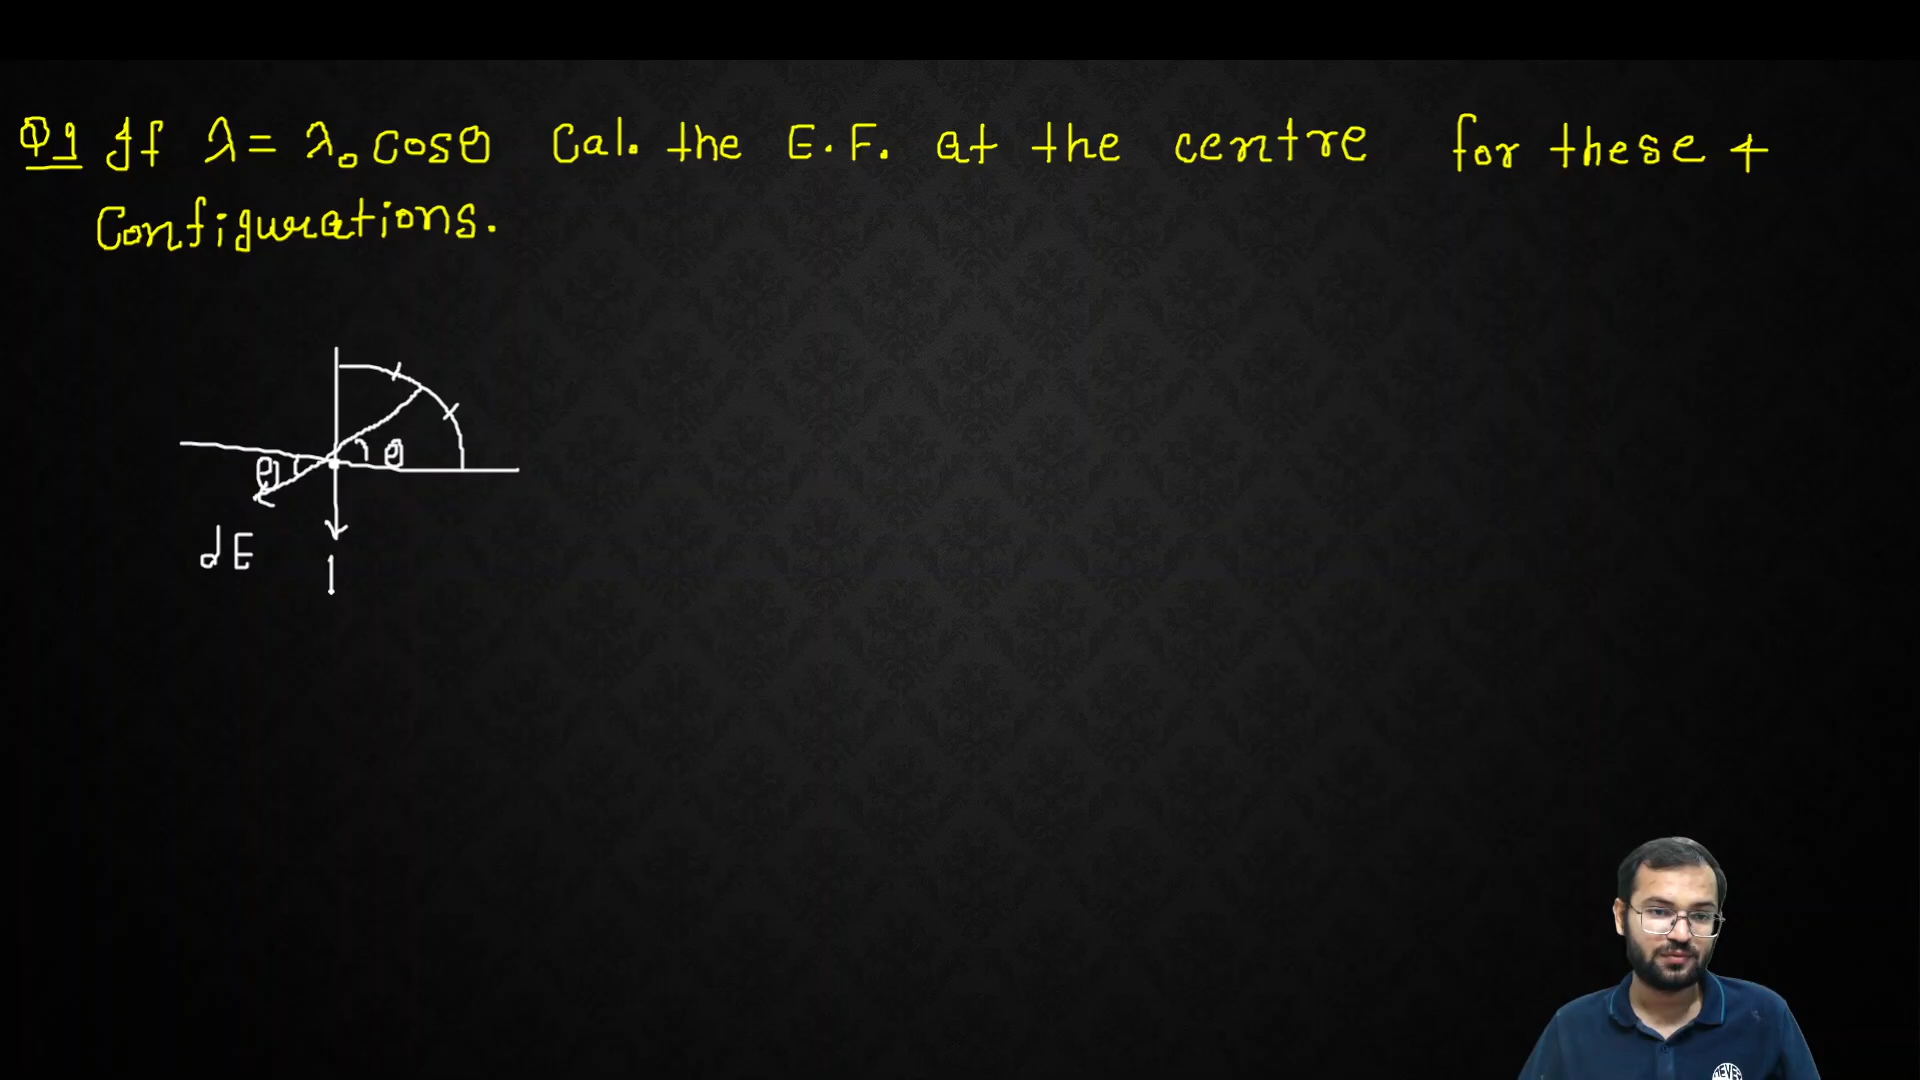 Q1 If λ = λ₀ cosθ Cal. the E.F. at the centre for these 4
Configurations.
θ
θ
dE